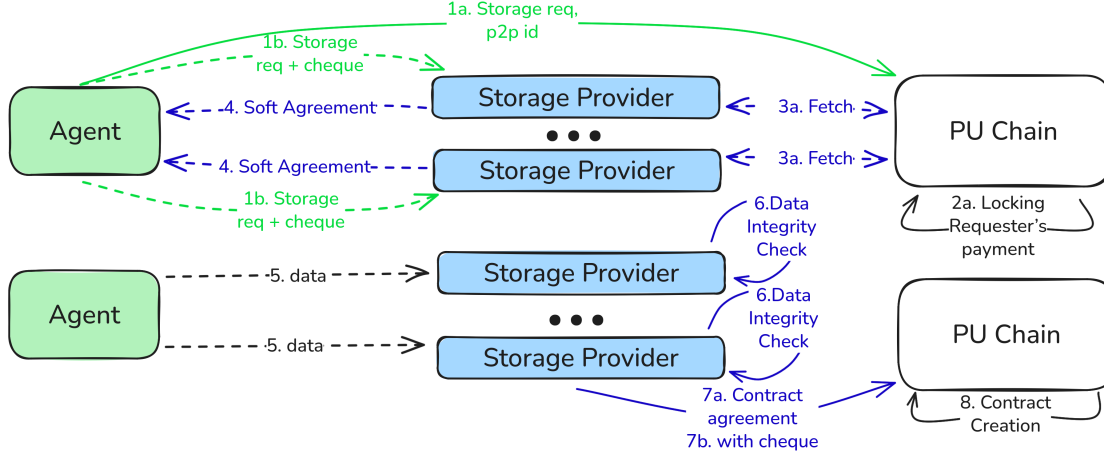 1a. Storage req,
p2p id
1b. Storage
req + cheque
Agent
4. Soft Agreement
Storage Provider
3a. Fetch
PU Chain
4. Soft Agreement
Storage Provider
3a. Fetch
1b. Storage
req + cheque
2a. Locking
Requester's
payment
6.Data
Integrity
Check
Agent
5. data
Storage Provider
6.Data
Integrity
Check
PU Chain
5. data
Storage Provider
7a. Contract
agreement
7b. with cheque
8. Contract
Creation